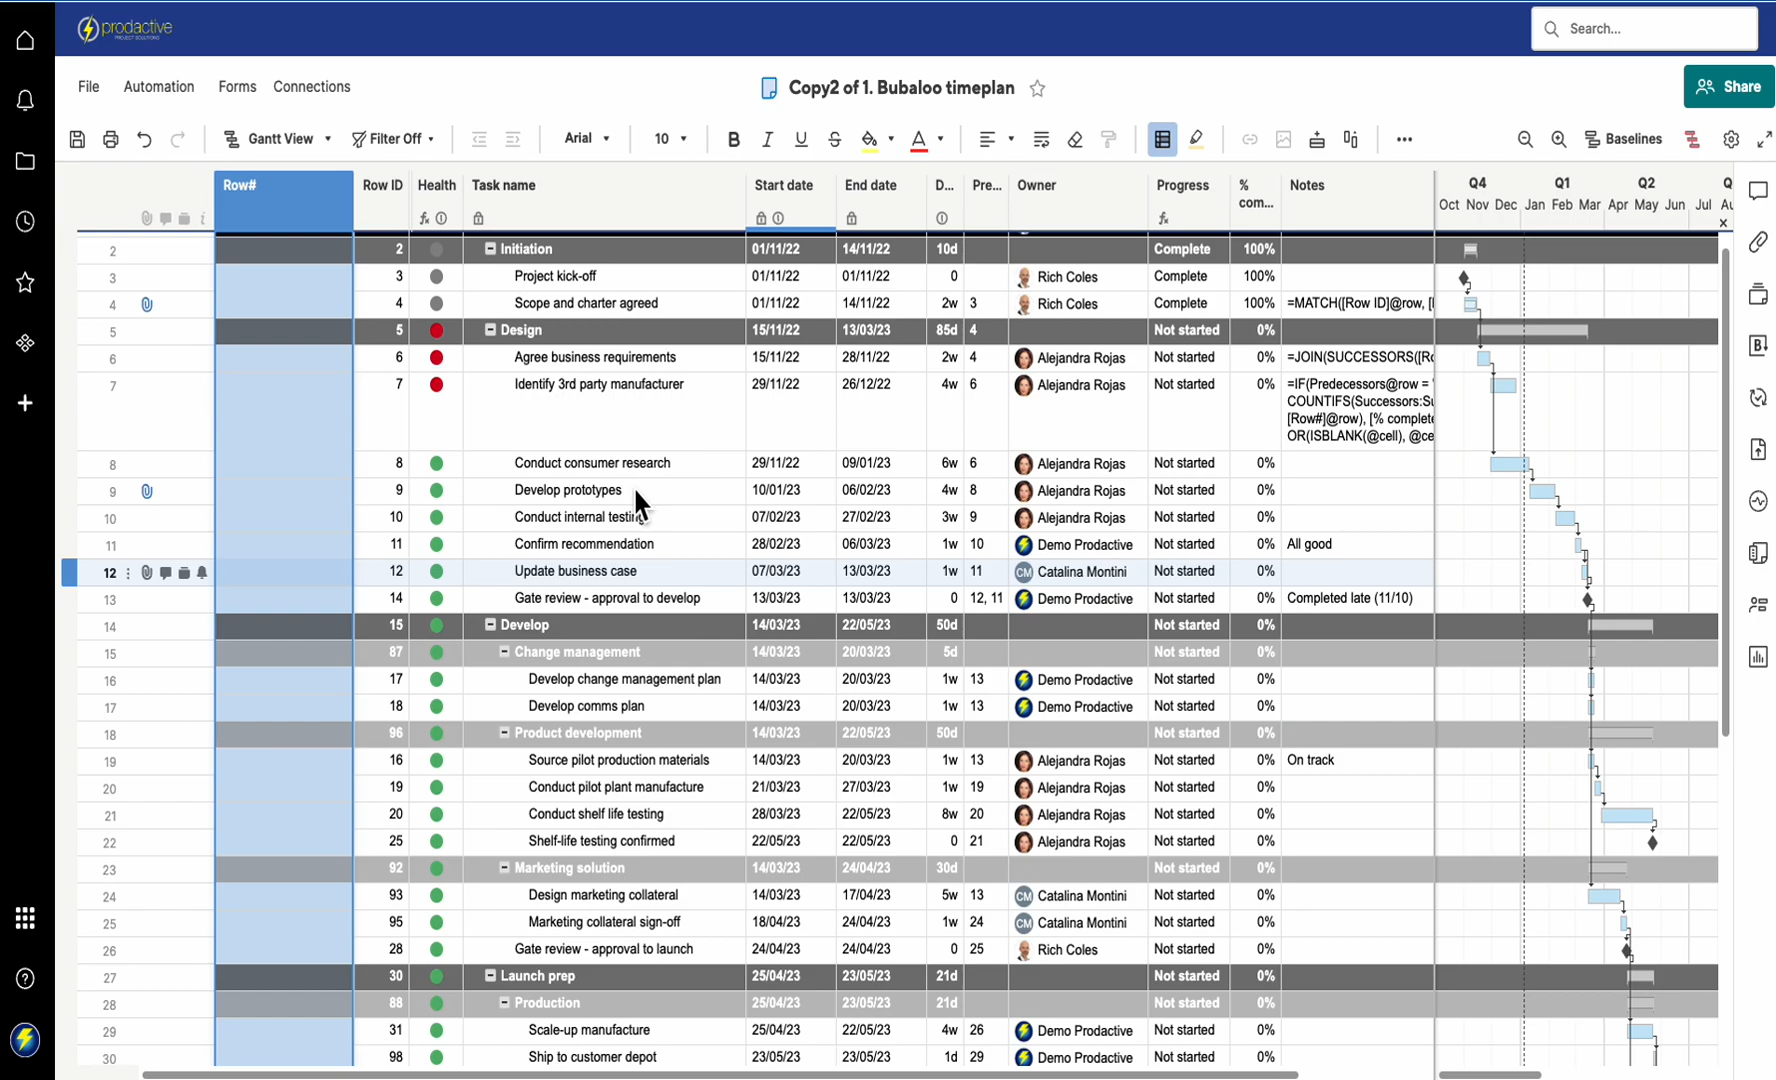 prodactive
PROJECT SOLUTIONS
Search...
File Automation Forms Connections
Copy2 of 1. Bubaloo timeplan
Share
Gantt View Filter Off Arial 10 B I U S A Baselines
Row# Row ID Health Task name Start date End date D... Pre... Owner Progress % com... Notes
Q4 Q1 Q2 Q
Oct Nov Dec Jan Feb Mar Apr May Jun Jul Au
2 2 Initiation 01/11/22 14/11/22 10d Complete 100%
3 3 Project kick-off 01/11/22 01/11/22 0 Rich Coles Complete 100%
4 4 Scope and charter agreed 01/11/22 14/11/22 2w 3 Rich Coles Complete 100% =MATCH([Row ID]@row, [
5 5 Design 15/11/22 13/03/23 85d 4 Not started 0%
6 6 Agree business requirements 15/11/22 28/11/22 2w 4 Alejandra Rojas Not started 0% =JOIN(SUCCESSORS([Ro
7 7 Identify 3rd party manufacturer 29/11/22 26/12/22 4w 6 Alejandra Rojas Not started 0% =IF(Predecessors@row = "
COUNTIFS(Successors:Su
[Row#]@row), [% complete
OR(ISBLANK(@cell), @ce
8 8 Conduct consumer research 29/11/22 09/01/23 6w 6 Alejandra Rojas Not started 0%
9 9 Develop prototypes 10/01/23 06/02/23 4w 8 Alejandra Rojas Not started 0%
10 10 Conduct internal testing 07/02/23 27/02/23 3w 9 Alejandra Rojas Not started 0%
11 11 Confirm recommendation 28/02/23 06/03/23 1w 10 Demo Prodactive Not started 0% All good
12 12 Update business case 07/03/23 13/03/23 1w 11 CM Catalina Montini Not started 0%
13 14 Gate review - approval to develop 13/03/23 13/03/23 0 12, 11 Demo Prodactive Not started 0% Completed late (11/10)
14 15 Develop 14/03/23 22/05/23 50d Not started 0%
15 87 Change management 14/03/23 20/03/23 5d Not started 0%
16 17 Develop change management plan 14/03/23 20/03/23 1w 13 Demo Prodactive Not started 0%
17 18 Develop comms plan 14/03/23 20/03/23 1w 13 Demo Prodactive Not started 0%
18 96 Product development 14/03/23 22/05/23 50d Not started 0%
19 16 Source pilot production materials 14/03/23 20/03/23 1w 13 Alejandra Rojas Not started 0% On track
20 19 Conduct pilot plant manufacture 21/03/23 27/03/23 1w 19 Alejandra Rojas Not started 0%
21 20 Conduct shelf life testing 28/03/23 22/05/23 8w 20 Alejandra Rojas Not started 0%
22 25 Shelf-life testing confirmed 22/05/23 22/05/23 0 21 Alejandra Rojas Not started 0%
23 92 Marketing solution 14/03/23 24/04/23 30d Not started 0%
24 93 Design marketing collateral 14/03/23 17/04/23 5w 13 CM Catalina Montini Not started 0%
25 95 Marketing collateral sign-off 18/04/23 24/04/23 1w 24 CM Catalina Montini Not started 0%
26 28 Gate review - approval to launch 24/04/23 24/04/23 0 25 Rich Coles Not started 0%
27 30 Launch prep 25/04/23 23/05/23 21d Not started 0%
28 88 Production 25/04/23 23/05/23 21d Not started 0%
29 31 Scale-up manufacture 25/04/23 22/05/23 4w 26 Demo Prodactive Not started 0%
30 98 Ship to customer depot 23/05/23 23/05/23 1d 29 Demo Prodactive Not started 0%